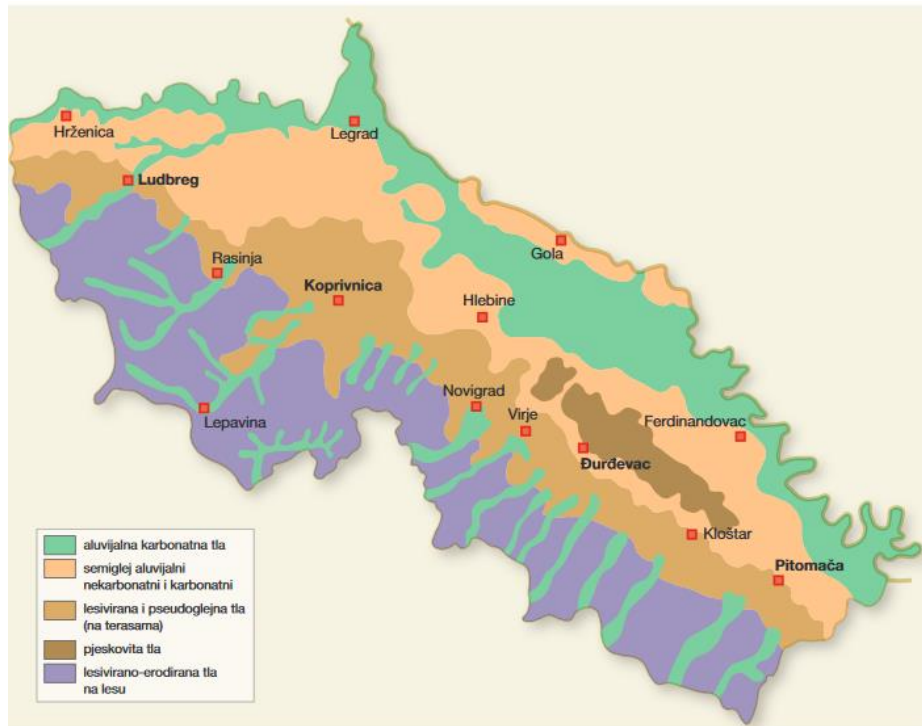 Hrženica
Legrad
Ludbreg
Gola
Rasinja
Koprivnica
Hlebine
Novigrad
Lepavina
Virje
Ferdinandovac
Đurđevac
Kloštar
Pitomača
aluvijalna karbonatna tla
semiglej aluvijalni
nekarbonatni i karbonatni
lesivirana i pseudoglejna tla
(na terasama)
pjeskovita tla
lesivirano-erodirana tla
na lesu